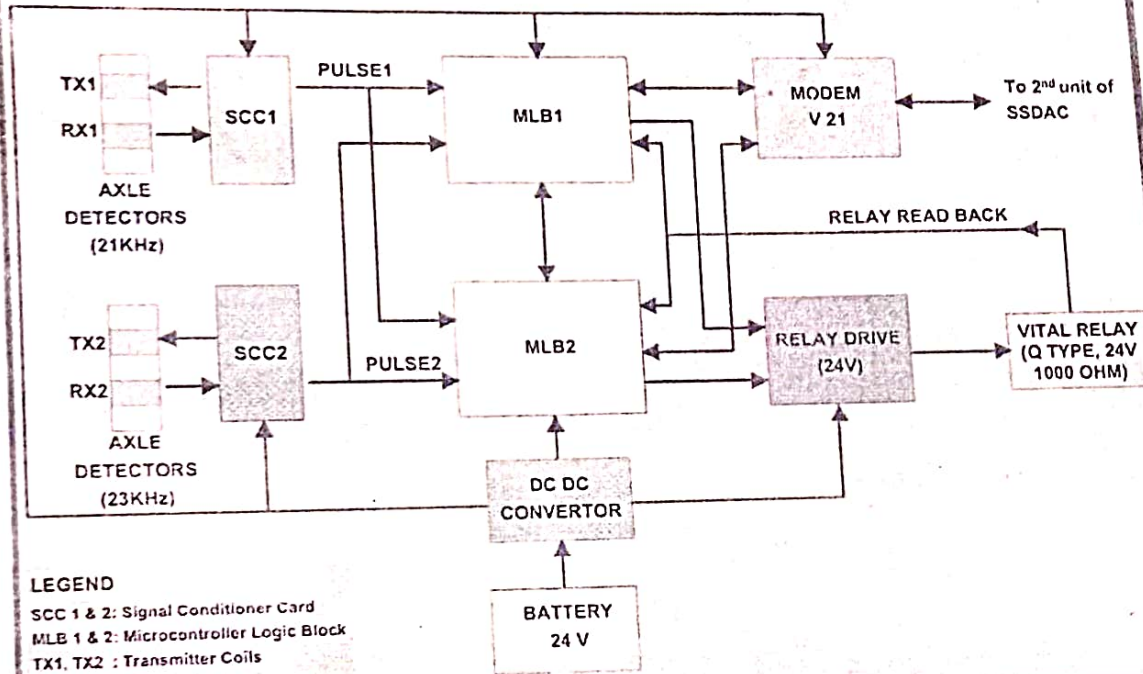 TX1
RX1
AXLE
DETECTORS
(21KHz)
SCC1
PULSE1
MLB1
MODEM
V 21
To 2nd unit of
SSDAC
RELAY READ BACK
TX2
RX2
AXLE
DETECTORS
(23KHz)
SCC2
PULSE2
MLB2
RELAY DRIVE
(24V)
VITAL RELAY
(Q TYPE, 24V
1000 OHM)
DC DC
CONVERTOR
BATTERY
24 V
LEGEND
SCC 1 & 2: Signal Conditioner Card
MLB 1 & 2: Microcontroller Logic Block
TX1, TX2 : Transmitter Coils